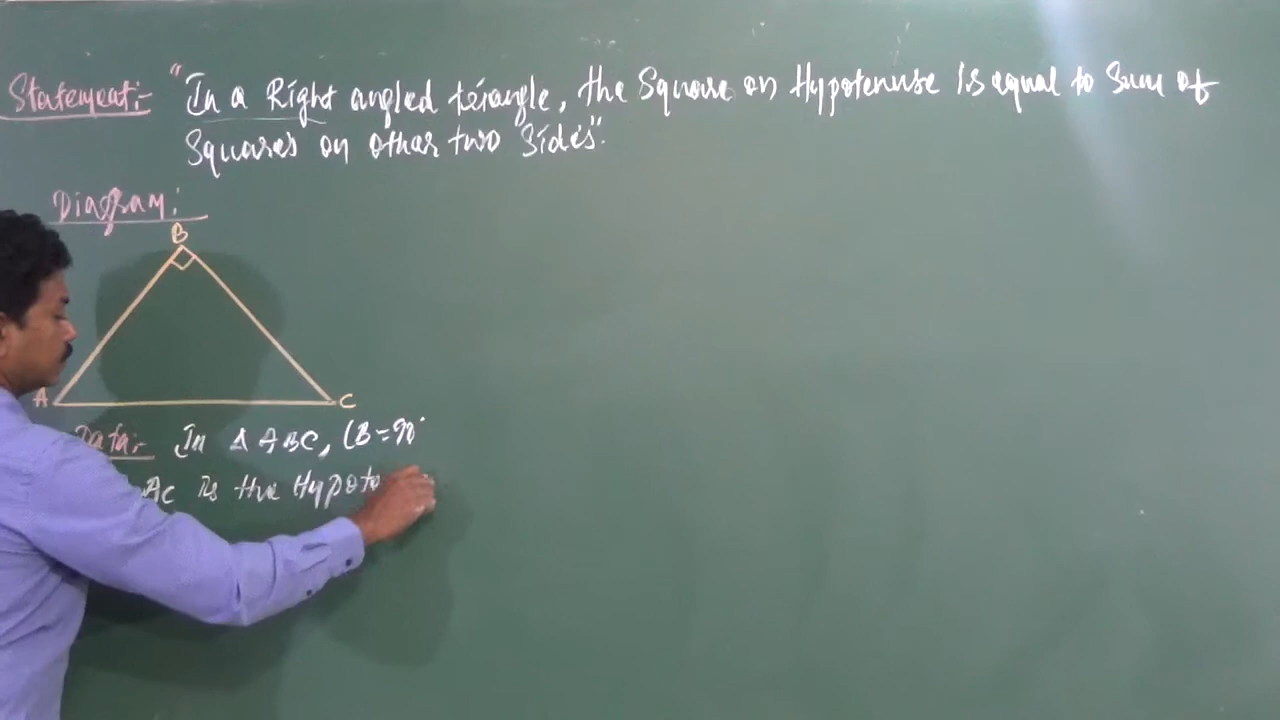 Statement:- "In a Right angled triangle, the Square on Hypotenuse is equal to Sum of
Squares on other two Sides".
Diagram:
B
A
C
Data:- In Δ ABC, ∠B=90°
AC is the Hypote